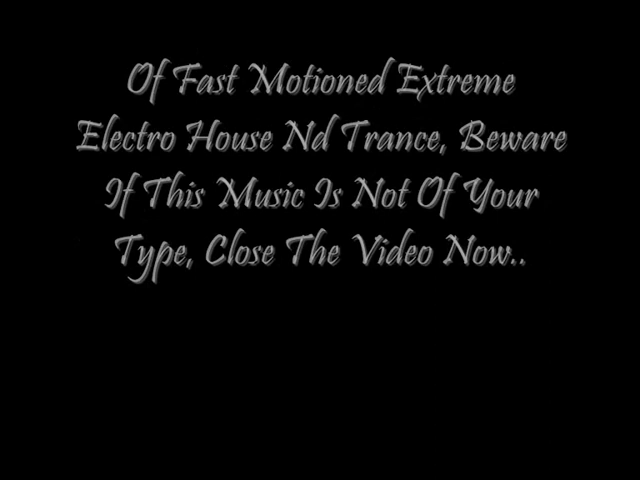 Of Fast Motioned Extreme
Electro House Nd Trance, Beware
If This Music Is Not Of Your
Type, Close The Video Now..